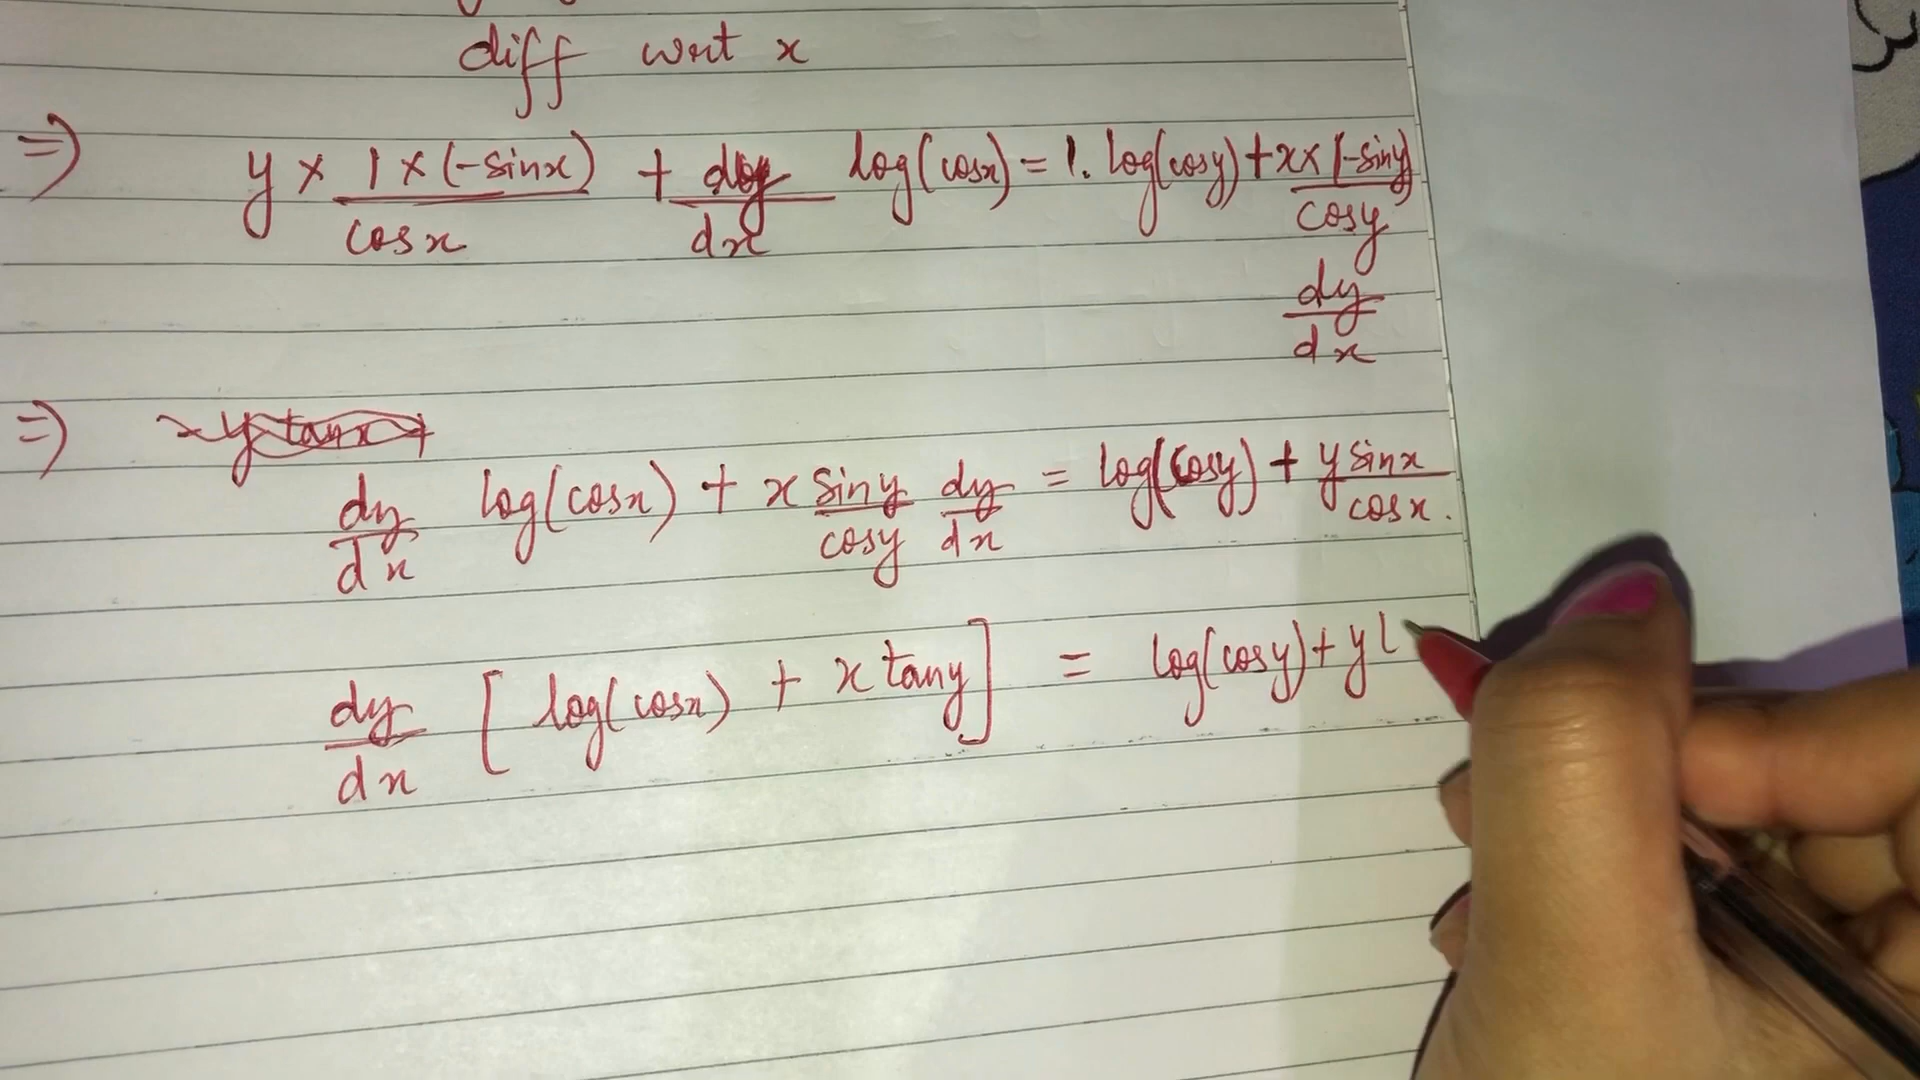 diff wrt x
=> y × 1 × (-sinx)/cosx + dy/dx log(cosx) = 1. log(cosy) + x × (-siny)/cosy
dy/dx
=>
dy/dx log(cosx) + x siny/cosy dy/dx = log(cosy) + y sinx/cosx.
dy/dx [ log(cosx) + x tany ] = log(cosy) + y